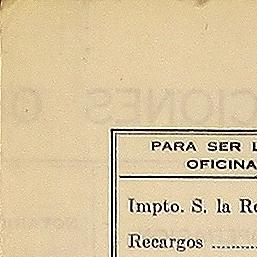 PARA SER L
OFICINA
Impto. S. la Re
Recargos